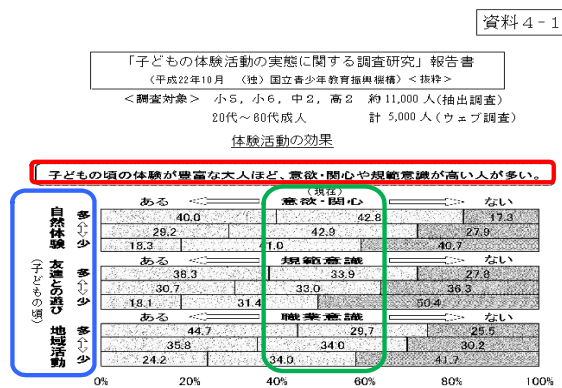 資料4-1
「子どもの体験活動の実態に関する調査研究」報告書
(平成22年10月 (独)国立青少年教育振興機構)<抜粋>
<調査対象> 小5, 小6, 中2, 高2 約11,000人(抽出調査)
20代~60代成人 計 5,000人(ウェブ調査)
体験活動の効果
子どもの頃の体験が豊富な大人ほど、意欲・関心や規範意識が高い人が多い。
(現在)
(子どもの頃)
ある 意欲・関心 ない
自然体験 多 少
40.0 42.8 17.3
29.2 42.9 27.9
18.3 41.0 40.7
ある 規範意識 ない
友達との遊び 多 少
38.3 33.9 27.8
30.7 33.0 36.3
18.1 31.4 50.4
ある 職業意識 ない
地域活動 多 少
44.7 29.7 25.5
35.8 34.0 30.2
24.2 34.0 41.7
0% 20% 40% 60% 80% 100%